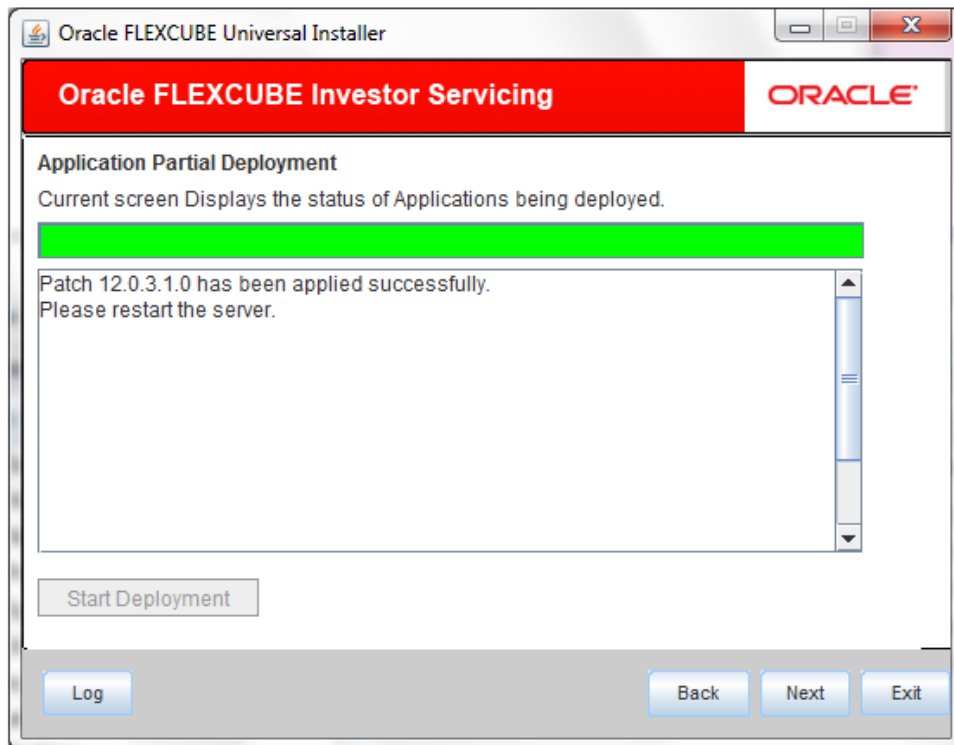 Oracle FLEXCUBE Universal Installer
Oracle FLEXCUBE Investor Servicing
ORACLE®
Application Partial Deployment
Current screen Displays the status of Applications being deployed.
Patch 12.0.3.1.0 has been applied successfully.
Please restart the server.
Start Deployment
Log
Back
Next
Exit